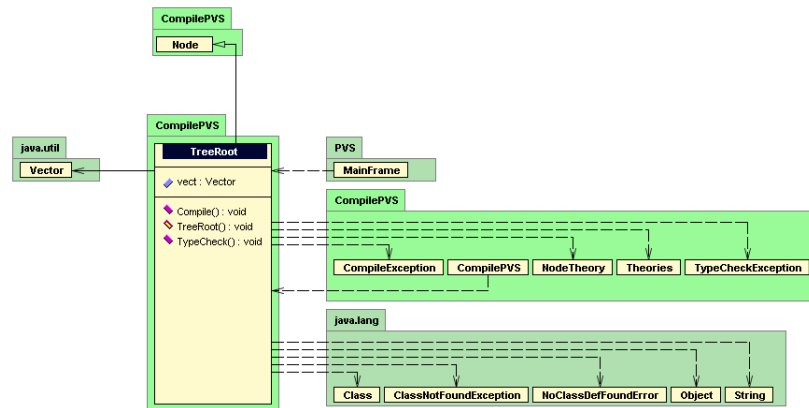 CompilePVS
Node
CompilePVS
TreeRoot
vect : Vector
Compile() : void
TreeRoot() : void
TypeCheck() : void
java.util
Vector
PVS
MainFrame
CompilePVS
CompileException CompilePVS NodeTheory Theories TypeCheckException
java.lang
Class ClassNotFoundException NoClassDefFoundError Object String